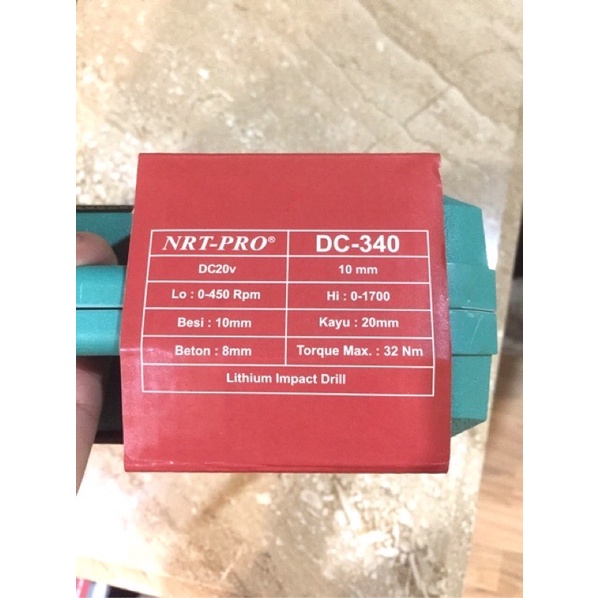 NRT-PRO® DC-340
DC20v 10 mm
Lo : 0-450 Rpm Hi : 0-1700
Besi : 10mm Kayu : 20mm
Beton : 8mm Torque Max. : 32 Nm
Lithium Impact Drill